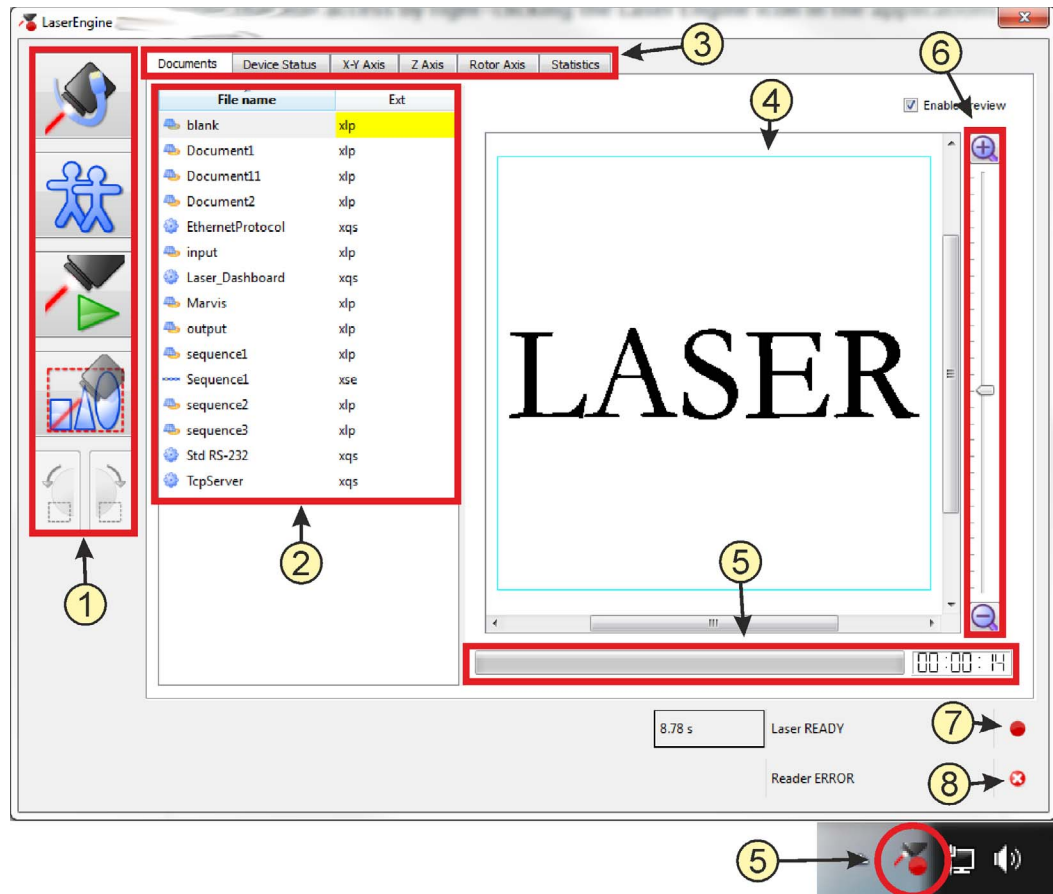 LaserEngine
3
Documents Device Status X-Y Axis Z Axis Rotor Axis Statistics
6
4
File name Ext
Enable
blank xlp
Document1 xlp
Document11 xlp
Document2 xlp
EthernetProtocol xqs
input xlp
Laser_Dashboard xqs
Marvis xlp
output xlp
sequence1 xlp
Sequence1 xse
sequence2 xlp
sequence3 xlp
Std RS-232 xqs
TcpServer xqs
LASER
2
1
5
00:00:14
8.78 s Laser READY
7
Reader ERROR
8
5